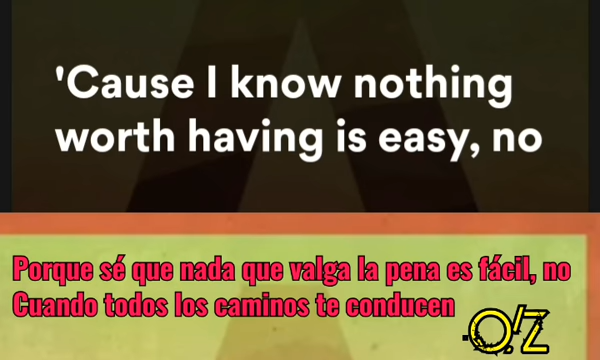 'Cause I know nothing
worth having is easy, no
Porque sé que nada que valga la pena es fácil, no
Cuando todos los caminos te conducen
O'Z